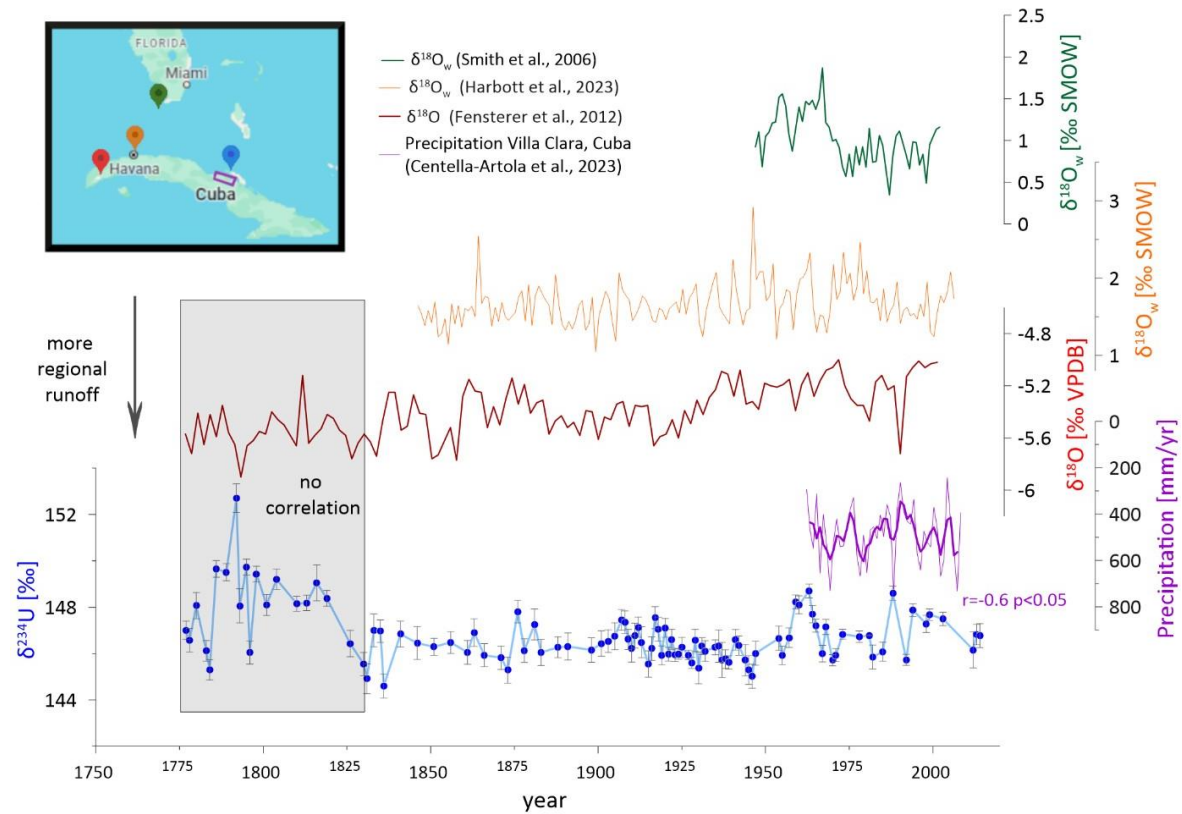 FLORIDA
Miami
Havana
Cuba
δ¹⁸Ow (Smith et al., 2006)
δ¹⁸Ow (Harbott et al., 2023)
δ¹⁸O (Fensterer et al., 2012)
Precipitation Villa Clara, Cuba
(Centella-Artola et al., 2023)
2.5
2
1.5
1
0.5
0
δ¹⁸Ow [‰ SMOW]
3
2
1
δ¹⁸Ow [‰ SMOW]
-4.8
-5.2
-5.6
-6
δ¹⁸O [‰ VPDB]
0
200
400
600
800
Precipitation [mm/yr]
more
regional
runoff
no
correlation
r=-0.6 p<0.05
152
148
144
δ²³⁴U [‰]
1750
1775
1800
1825
1850
1875
1900
1925
1950
1975
2000
year